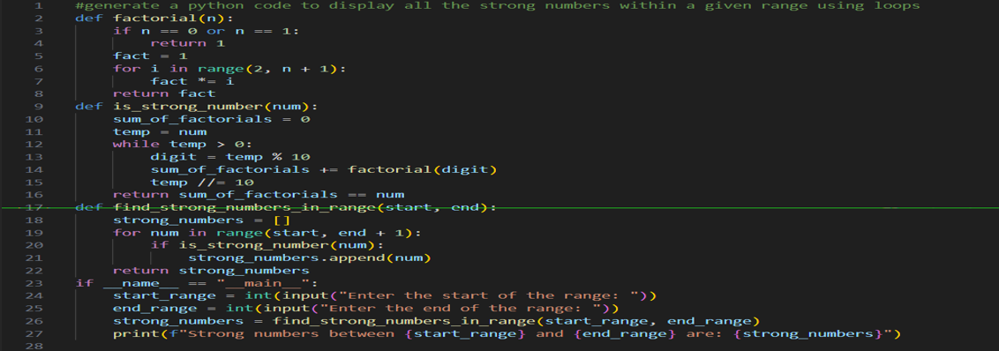 1 #generate a python code to display all the strong numbers within a given range using loops
2 def factorial(n):
3     if n == 0 or n == 1:
4         return 1
5     fact = 1
6     for i in range(2, n + 1):
7         fact *= i
8     return fact
9 def is_strong_number(num):
10     sum_of_factorials = 0
11     temp = num
12     while temp > 0:
13         digit = temp % 10
14         sum_of_factorials += factorial(digit)
15         temp //= 10
16     return sum_of_factorials == num
17 def find_strong_numbers_in_range(start, end):
18     strong_numbers = []
19     for num in range(start, end + 1):
20         if is_strong_number(num):
21             strong_numbers.append(num)
22     return strong_numbers
23 if __name__ == "__main__":
24     start_range = int(input("Enter the start of the range: "))
25     end_range = int(input("Enter the end of the range: "))
26     strong_numbers = find_strong_numbers_in_range(start_range, end_range)
27     print(f"Strong numbers between {start_range} and {end_range} are: {strong_numbers}")
28